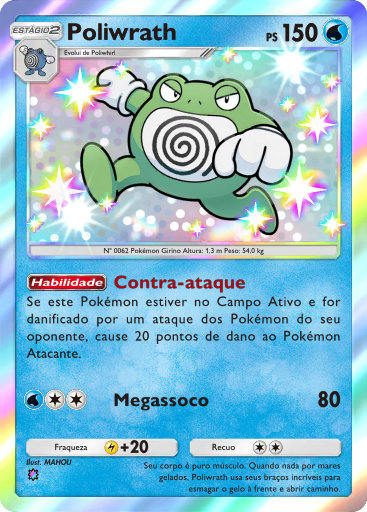 ESTÁGIO 2
Poliwrath
PS 150
Evolui de Poliwhirl
Nº 0062 Pokémon Girino Altura: 1,3 m Peso: 54,0 kg
Habilidade Contra-ataque
Se este Pokémon estiver no Campo Ativo e for
danificado por um ataque dos Pokémon do seu
oponente, cause 20 pontos de dano ao Pokémon
Atacante.
Megassoco 80
Fraqueza +20
Recuo
Ilust. MAHOU
Seu corpo é puro músculo. Quando nada por mares
gelados, Poliwrath usa seus braços incríveis para
esmagar o gelo à frente e abrir caminho.